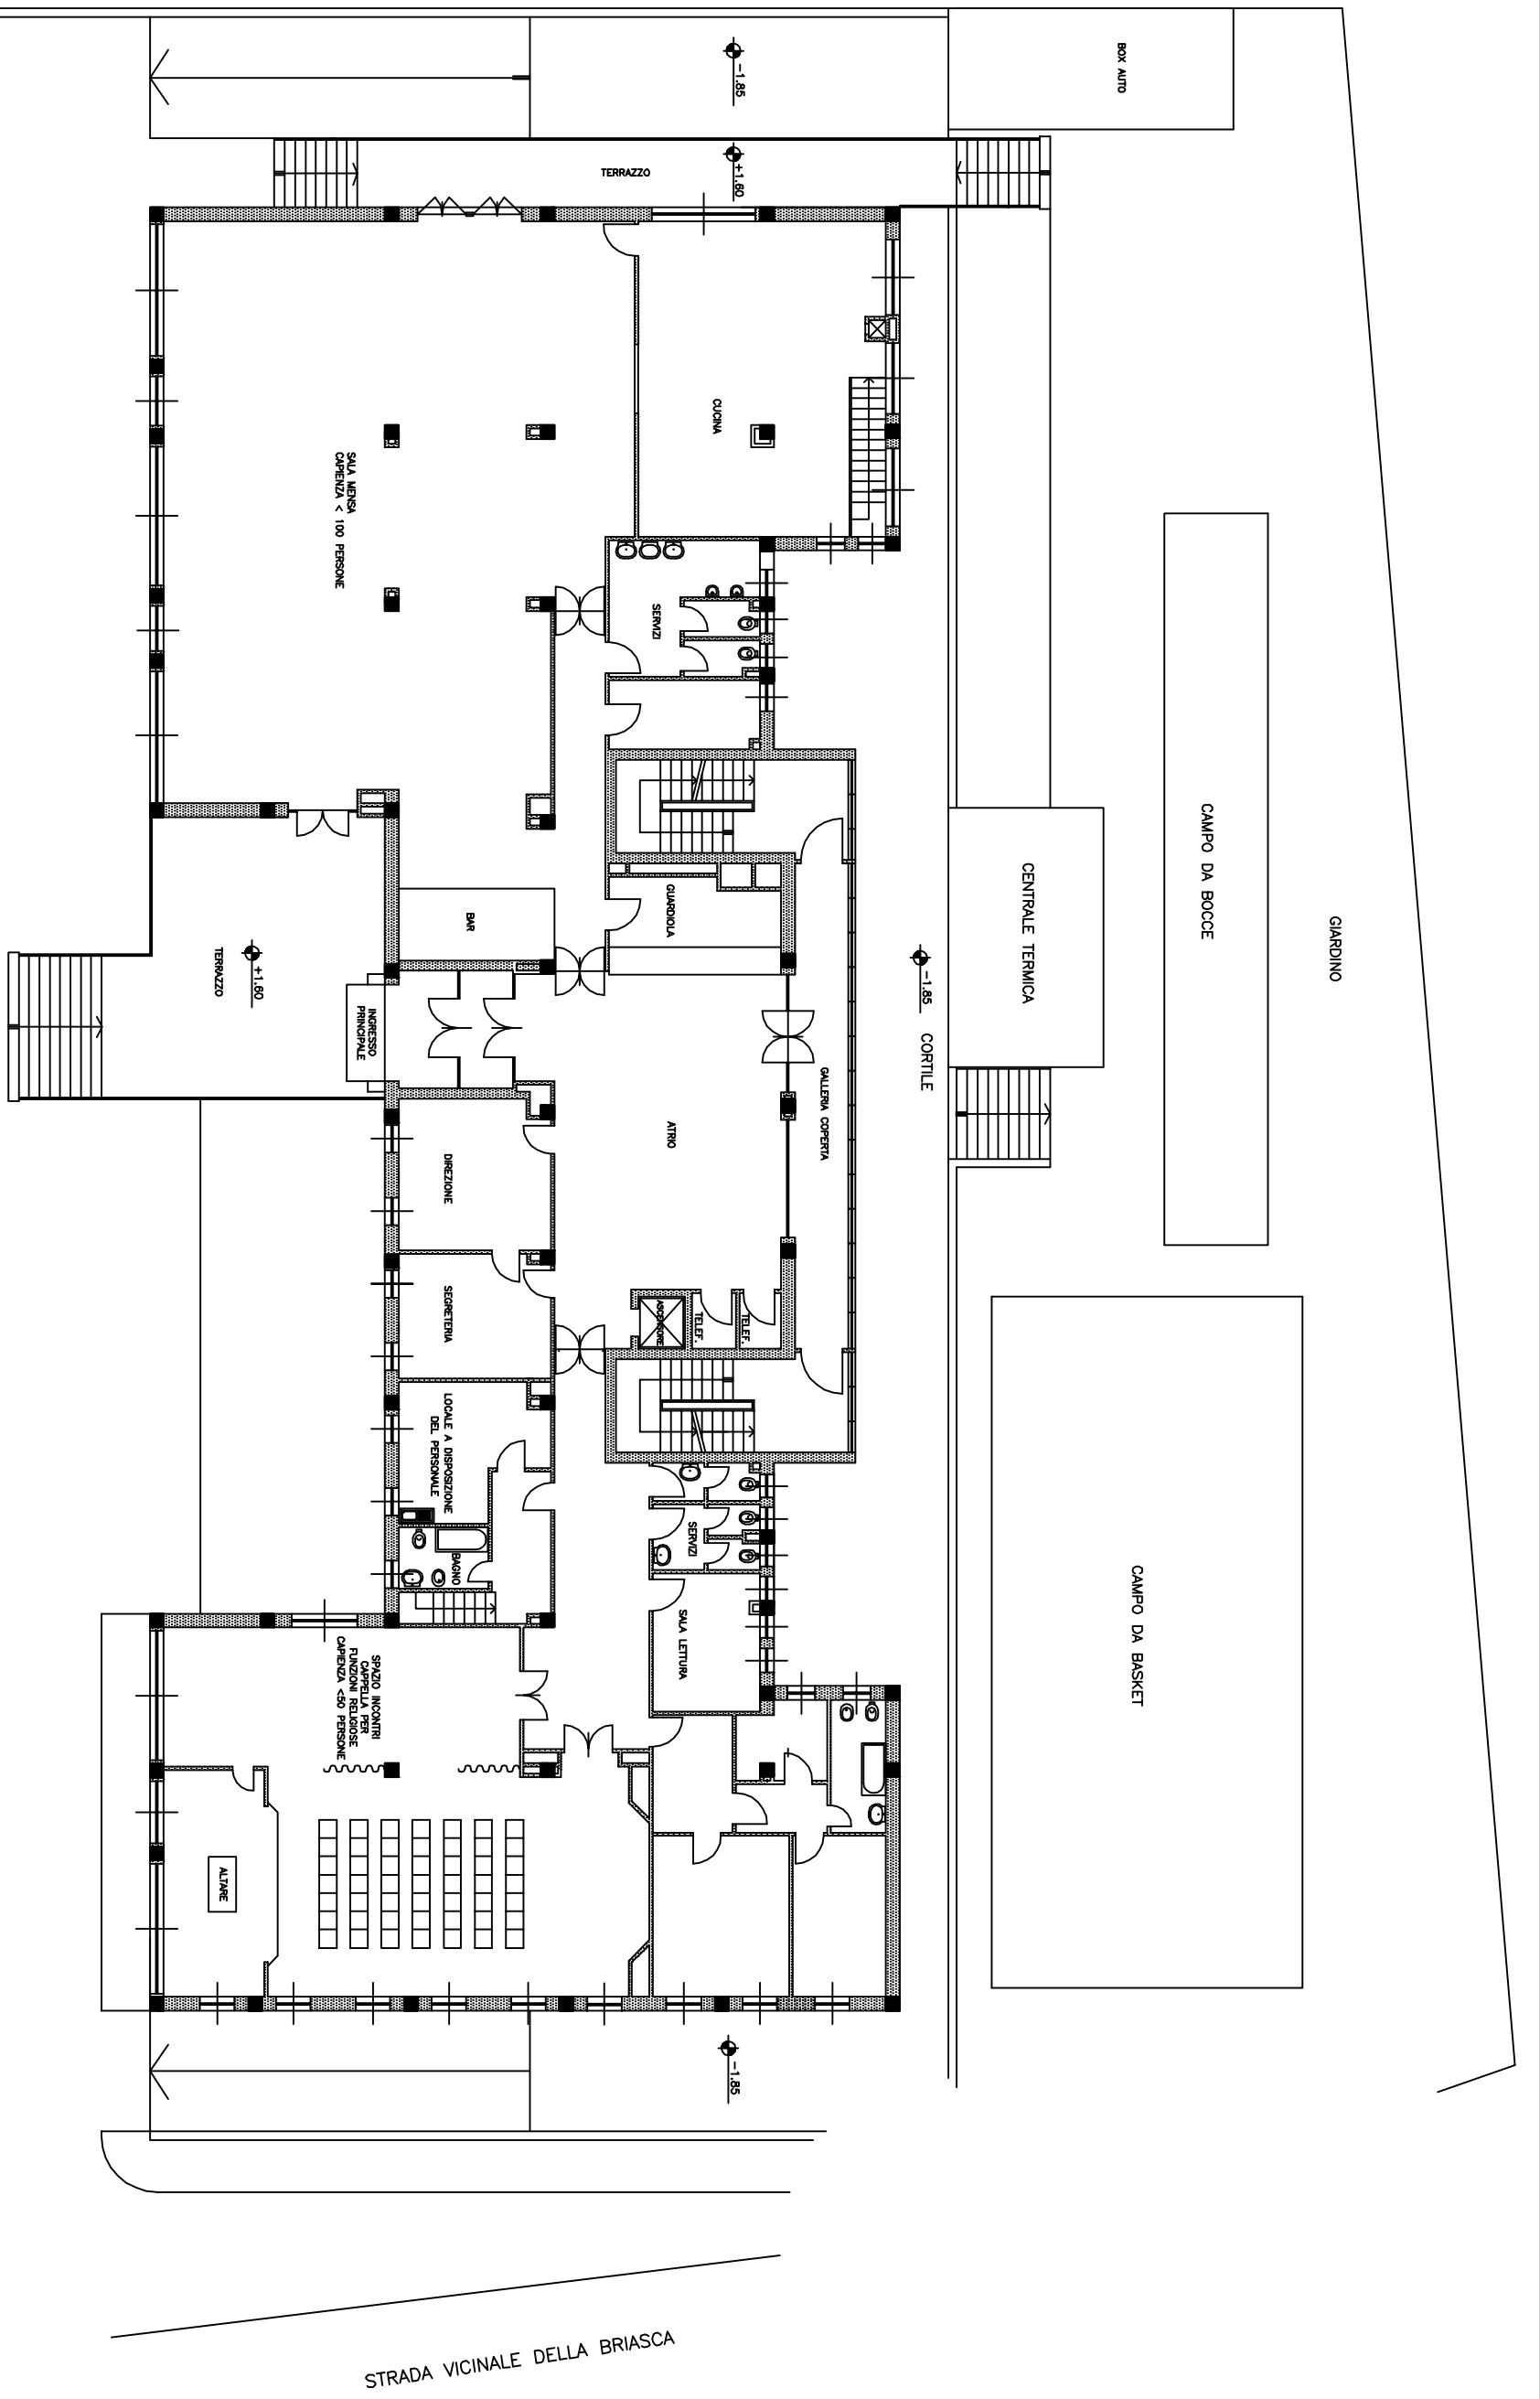 BOX AUTO
-1.85
+1.60
TERRAZZO
CUCINA
SALA MENSA
CAPIENZA < 100 PERSONE
SERVIZI
GIARDINO
CAMPO DA BOCCE
CENTRALE TERMICA
-1.85
CORTILE
GUARDIOLA
BAR
+1.60
TERRAZZO
INGRESSO
PRINCIPALE
GALLERIA COPERTA
ATRIO
DIREZIONE
SEGRETERIA
ASCENSORE
TELEF.
TELEF.
LOCALE A DISPOSIZIONE
DEL PERSONALE
BAGNO
SERVIZI
SALA LETTURA
CAMPO DA BASKET
SPAZIO INCONTRI
CAPPELLA PER
FUNZIONI RELIGIOSE
CAPIENZA <50 PERSONE
ALTARE
-1.85
STRADA VICINALE DELLA BRIASCA